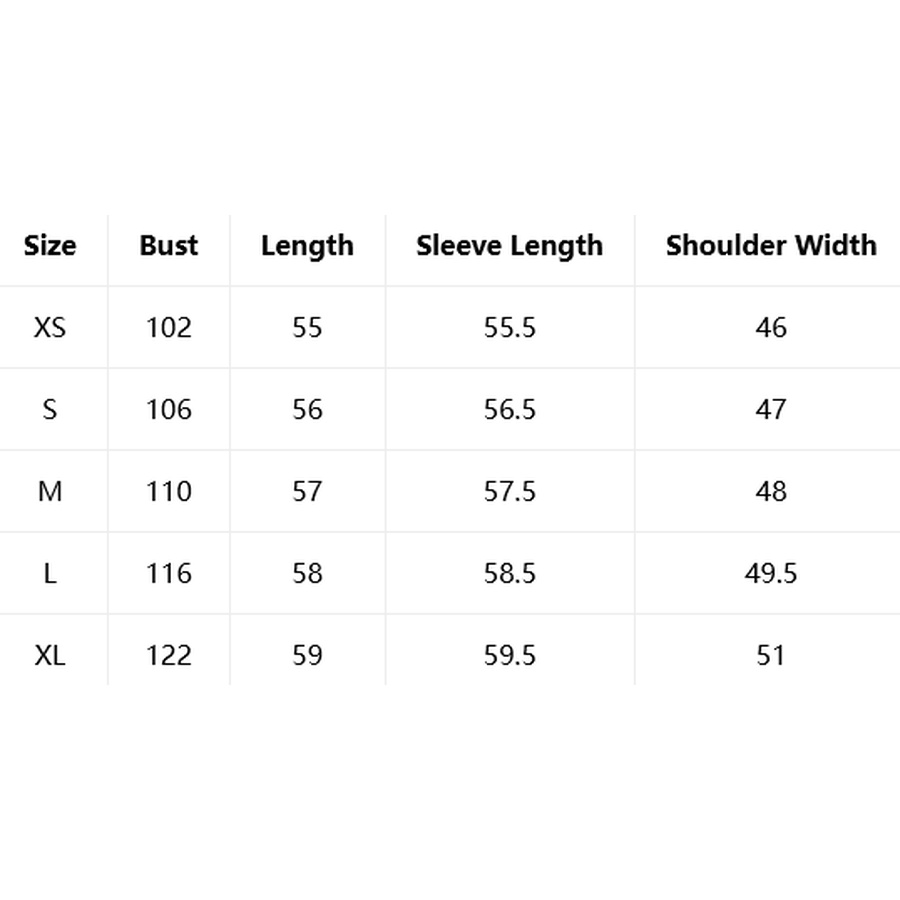 Size Bust Length Sleeve Length Shoulder Width
XS 102 55 55.5 46
S 106 56 56.5 47
M 110 57 57.5 48
L 116 58 58.5 49.5
XL 122 59 59.5 51